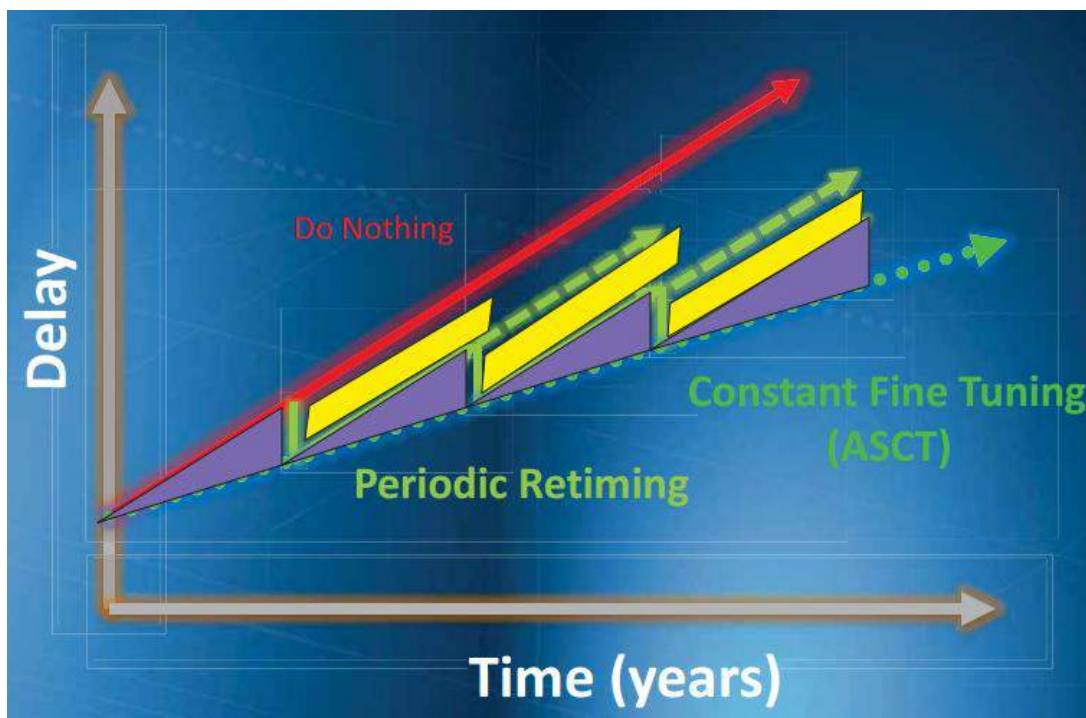 Delay
Do Nothing
Constant Fine Tuning
(ASCT)
Periodic Retiming
Time (years)